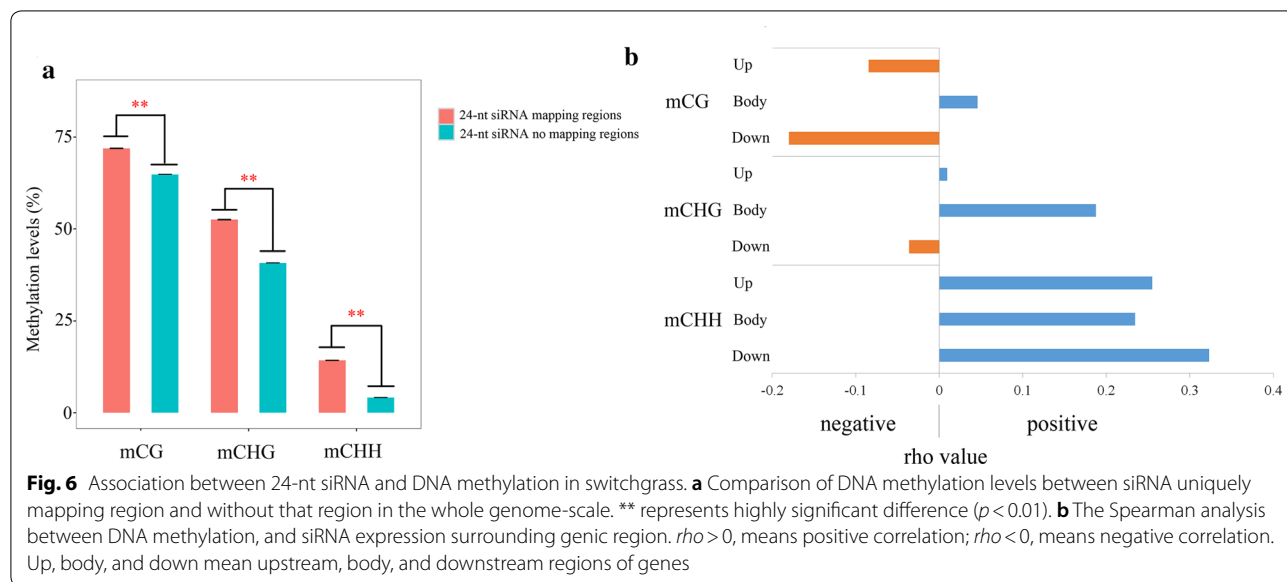 a
Methylation levels (%)
75
50
25
0
**
**
**
mCG
mCHG
mCHH
24-nt siRNA mapping regions
24-nt siRNA no mapping regions
b
mCG
Up
Body
Down
mCHG
Up
Body
Down
mCHH
Up
Body
Down
-0.2
-0.1
0
0.1
0.2
0.3
0.4
negative
positive
rho value
Fig. 6 Association between 24-nt siRNA and DNA methylation in switchgrass. a Comparison of DNA methylation levels between siRNA uniquely
mapping region and without that region in the whole genome-scale. ** represents highly significant difference (p < 0.01). b The Spearman analysis
between DNA methylation, and siRNA expression surrounding genic region. rho > 0, means positive correlation; rho < 0, means negative correlation.
Up, body, and down mean upstream, body, and downstream regions of genes